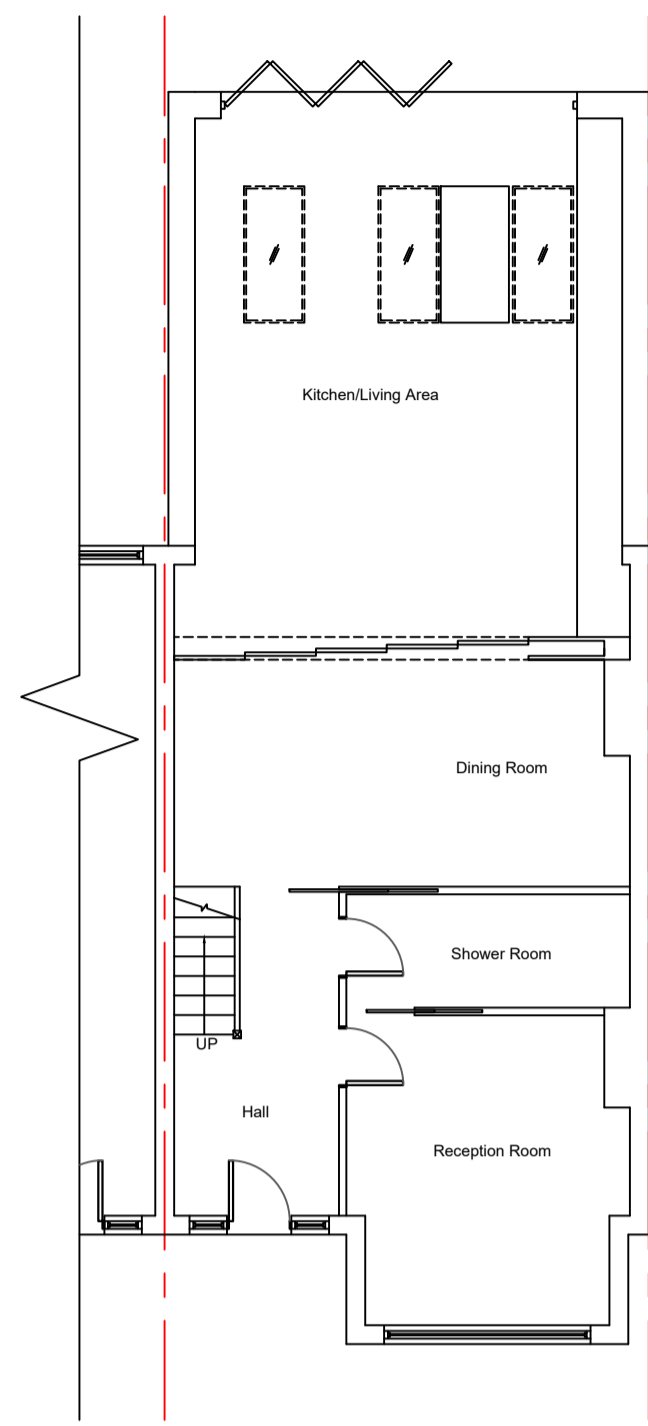 Kitchen/Living Area
Dining Room
Shower Room
UP
Hall
Reception Room